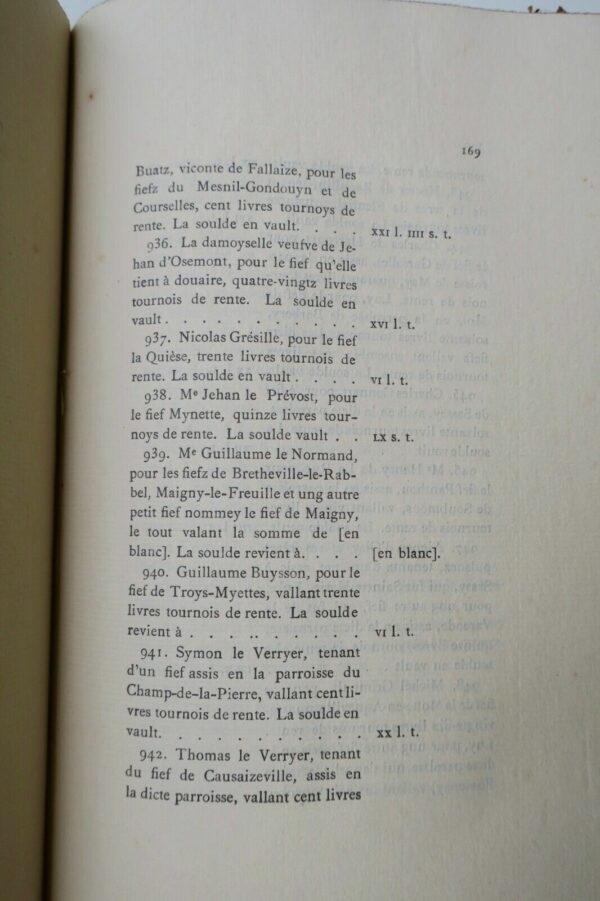 169
Buatz, viconte de Fallaize, pour les
fiefz du Mesnil-Gondouyn et de
Courselles, cent livres tournoys de
rente. La soulde en vault. . . . xxi l. iiii s. t.
936. La damoyselle veufve de Je-
han d'Osemont, pour le fief qu'elle
tient à douaire, quatre-vingtz livres
tournois de rente. La soulde en
vault . . . . . . . . . . . xvi l. t.
937. Nicolas Grésille, pour le fief
la Quièse, trente livres tournois de
rente. La soulde en vault . . . . vi l. t.
938. Me Jehan le Prévost, pour
le fief Mynette, quinze livres tour-
noys de rente. La soulde vault . . lx s. t.
939. Me Guillaume le Normand,
pour les fiefz de Bretheville-le-Rab-
bel, Maigny-le-Freuille et ung autre
petit fief nommey le fief de Maigny,
le tout valant la somme de [en
blanc]. La soulde revient à. . . . [en blanc].
940. Guillaume Buysson, pour le
fief de Troys-Myettes, vallant trente
livres tournois de rente. La soulde
revient à . . . .. . . . . . vi l. t.
941. Symon le Verryer, tenant
d'un fief assis en la parroisse du
Champ-de-la-Pierre, vallant cent li-
vres tournois de rente. La soulde en
vault. . . . . . . . . . . xx l. t.
942. Thomas le Verryer, tenant
du fief de Causaizeville, assis en
la dicte parroisse, vallant cent livres